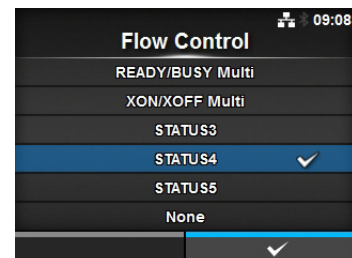 09:08
Flow Control
READY/BUSY Multi
XON/XOFF Multi
STATUS3
STATUS4
STATUS5
None